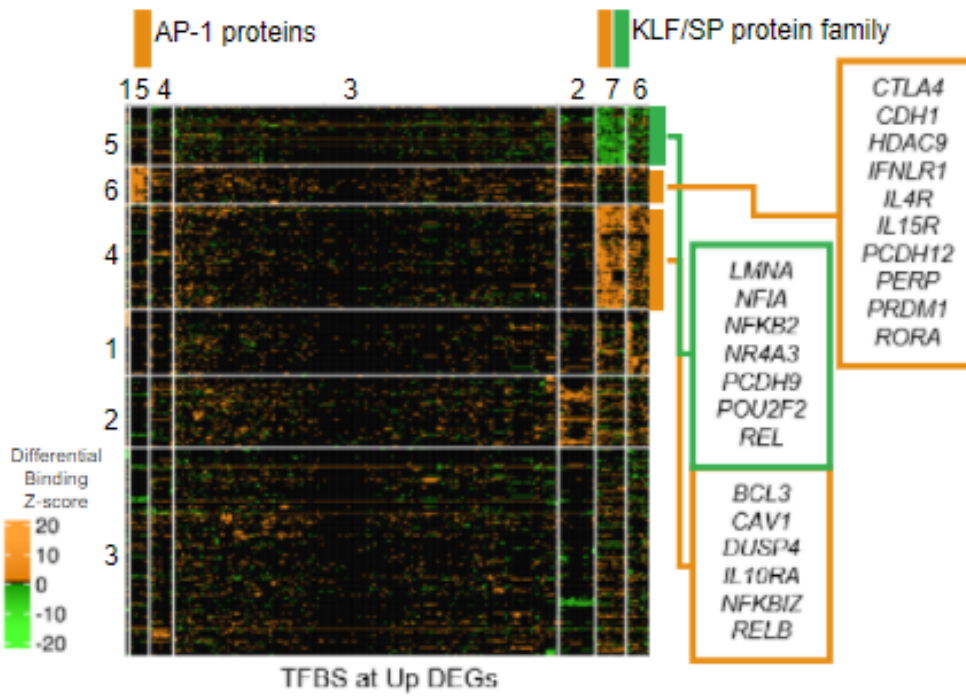 AP-1 proteins
KLF/SP protein family
1 5 4 3 2 7 6
5
6
4
1
2
3
CTLA4
CDH1
HDAC9
IFNLR1
IL4R
IL15R
PCDH12
PERP
PRDM1
RORA
LMNA
NFIA
NFKB2
NR4A3
PCDH9
POU2F2
REL
BCL3
CAV1
DUSP4
IL10RA
NFKBIZ
RELB
Differential
Binding
Z-score
20
10
0
-10
-20
TFBS at Up DEGs